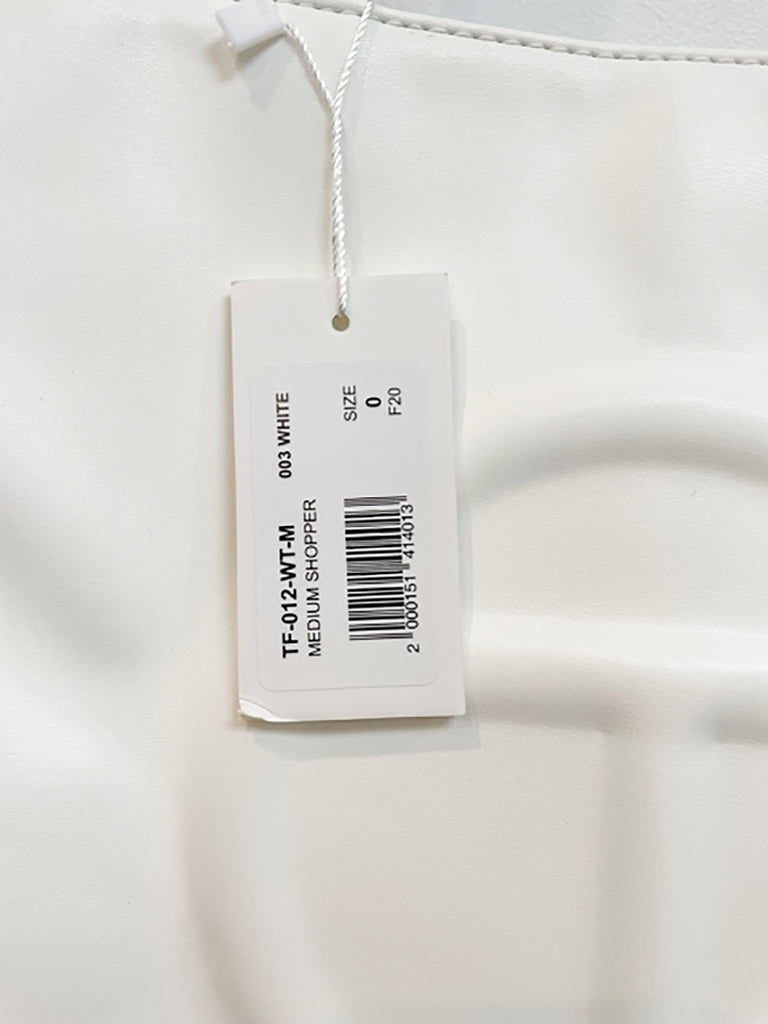 TF-012-WT-M 003 WHITE
MEDIUM SHOPPER
SIZE
0
F20
2 000151 414013